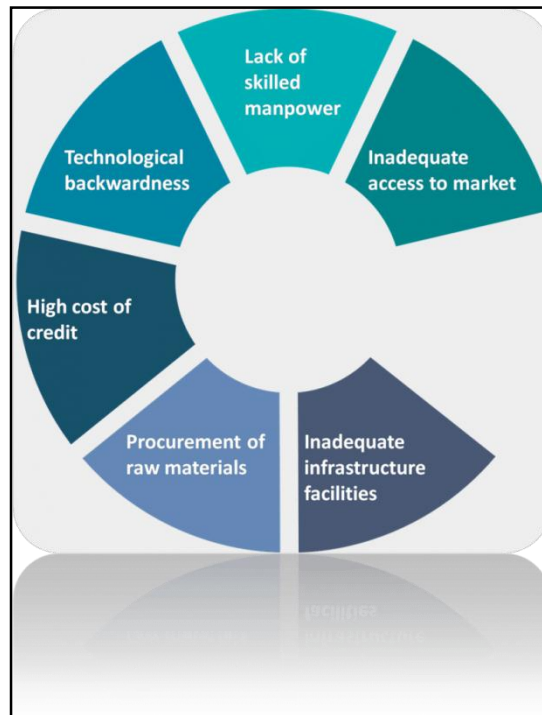 Lack of
skilled
manpower
Inadequate
access to market
Technological
backwardness
High cost of
credit
Procurement of
raw materials
Inadequate
infrastructure
facilities